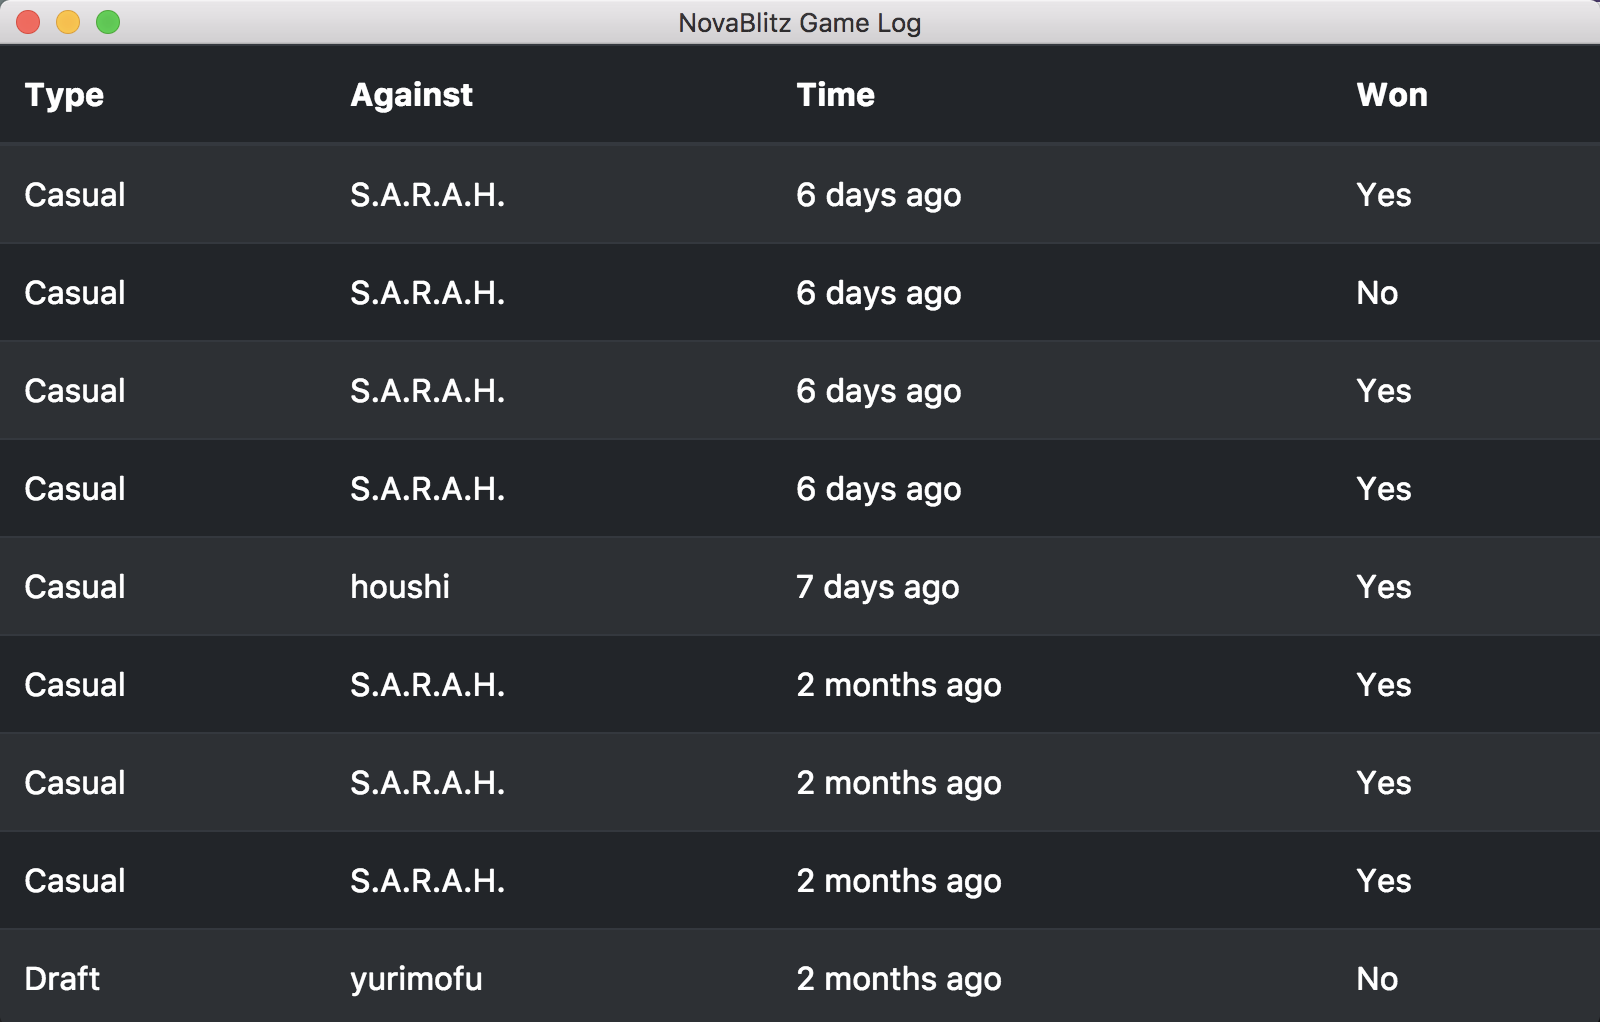 NovaBlitz Game Log
Type Against Time Won
Casual S.A.R.A.H. 6 days ago Yes
Casual S.A.R.A.H. 6 days ago No
Casual S.A.R.A.H. 6 days ago Yes
Casual S.A.R.A.H. 6 days ago Yes
Casual houshi 7 days ago Yes
Casual S.A.R.A.H. 2 months ago Yes
Casual S.A.R.A.H. 2 months ago Yes
Casual S.A.R.A.H. 2 months ago Yes
Draft yurimofu 2 months ago No